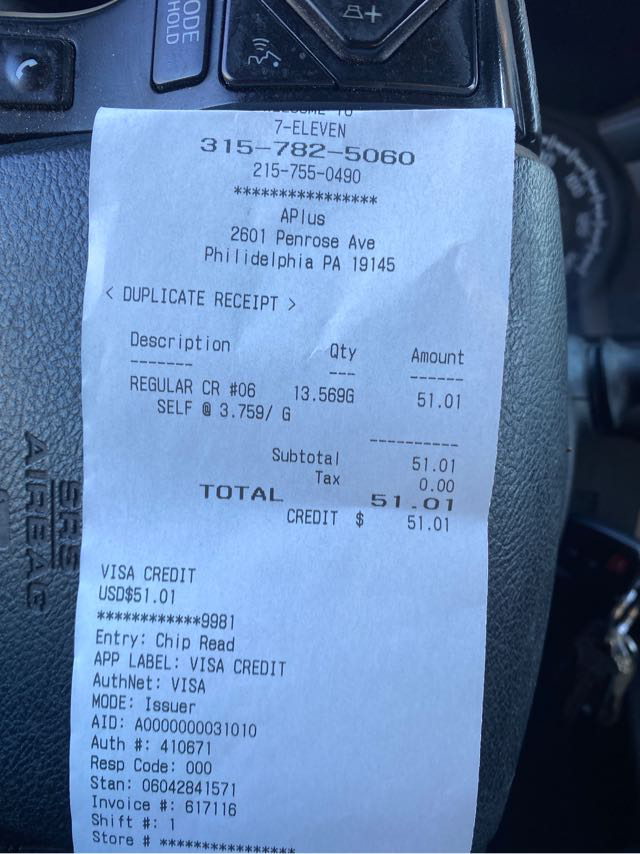 ODE
HOLD
WELCOME TO
7-ELEVEN
315-782-5060
215-755-0490
****************
APlus
2601 Penrose Ave
Philidelphia PA 19145
< DUPLICATE RECEIPT >
Description Qty Amount
------- --- ------
REGULAR CR #06 13.569G 51.01
SELF @ 3.759/ G
----------
Subtotal 51.01
Tax 0.00
TOTAL 51.01
CREDIT $ 51.01
VISA CREDIT
USD$51.01
************9981
Entry: Chip Read
APP LABEL: VISA CREDIT
AuthNet: VISA
MODE: Issuer
AID: A0000000031010
Auth #: 410671
Resp Code: 000
Stan: 06042841571
Invoice #: 617116
Shift #: 1
Store # ****************
SRS
AIRBAG